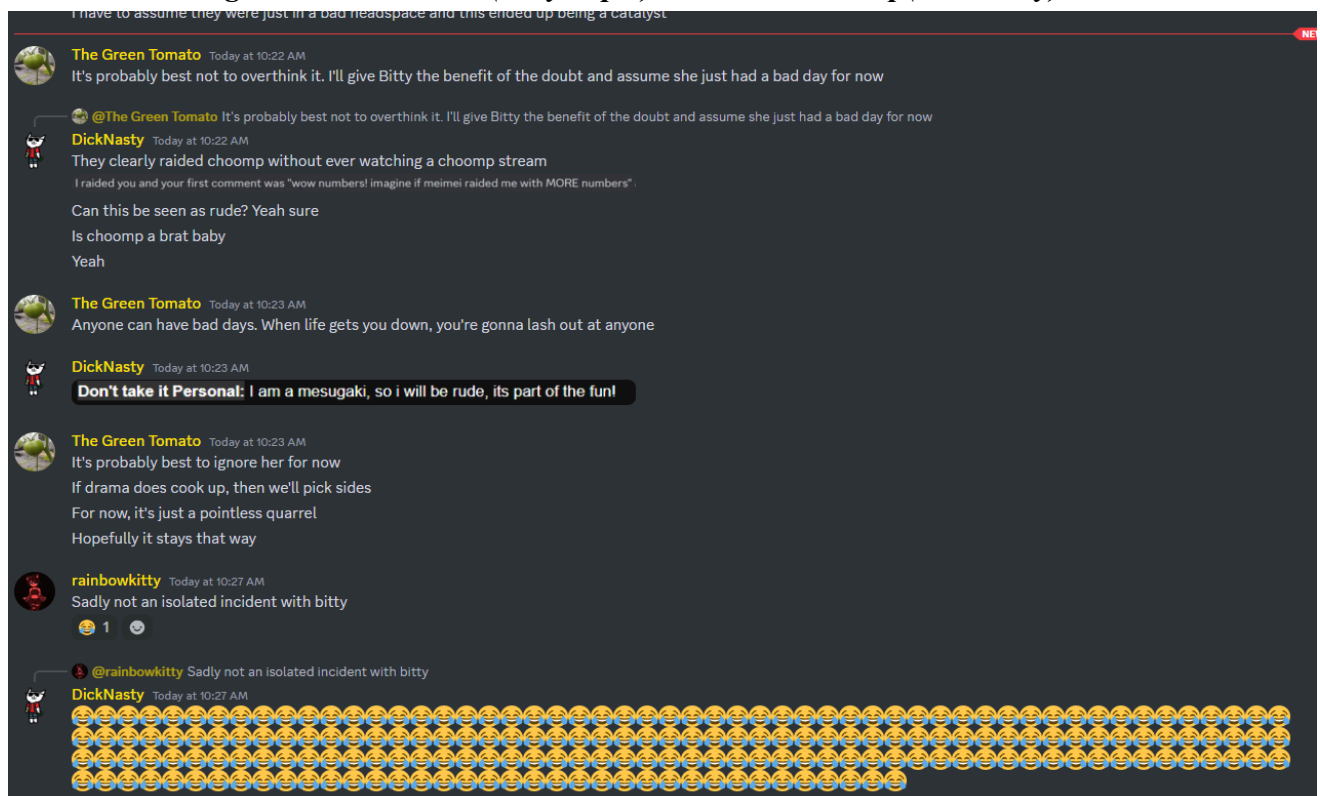 I have to assume they were just in a bad headspace and this ended up being a catalyst
NEW
The Green Tomato Today at 10:22 AM
It's probably best not to overthink it. I'll give Bitty the benefit of the doubt and assume she just had a bad day for now
@The Green Tomato It's probably best not to overthink it. I'll give Bitty the benefit of the doubt and assume she just had a bad day for now
DickNasty Today at 10:22 AM
They clearly raided choomp without ever watching a choomp stream
I raided you and your first comment was "wow numbers! imagine if meimei raided me with MORE numbers"
Can this be seen as rude? Yeah sure
Is choomp a brat baby
Yeah
The Green Tomato Today at 10:23 AM
Anyone can have bad days. When life gets you down, you're gonna lash out at anyone
DickNasty Today at 10:23 AM
Don't take it Personal: I am a mesugaki, so i will be rude, its part of the fun!
The Green Tomato Today at 10:23 AM
It's probably best to ignore her for now
If drama does cook up, then we'll pick sides
For now, it's just a pointless quarrel
Hopefully it stays that way
rainbowkitty Today at 10:27 AM
Sadly not an isolated incident with bitty
1
@rainbowkitty Sadly not an isolated incident with bitty
DickNasty Today at 10:27 AM